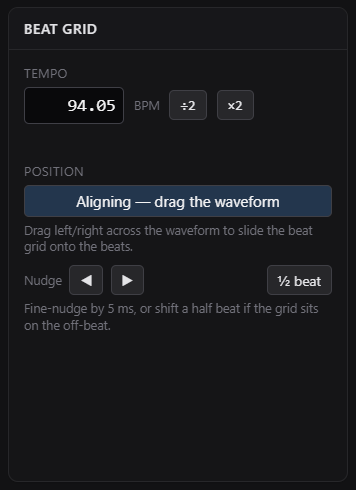 BEAT GRID
TEMPO
94.05 BPM ÷2 ×2
POSITION
Aligning — drag the waveform
Drag left/right across the waveform to slide the beat
grid onto the beats.
Nudge ◀ ▶ ½ beat
Fine-nudge by 5 ms, or shift a half beat if the grid sits
on the off-beat.